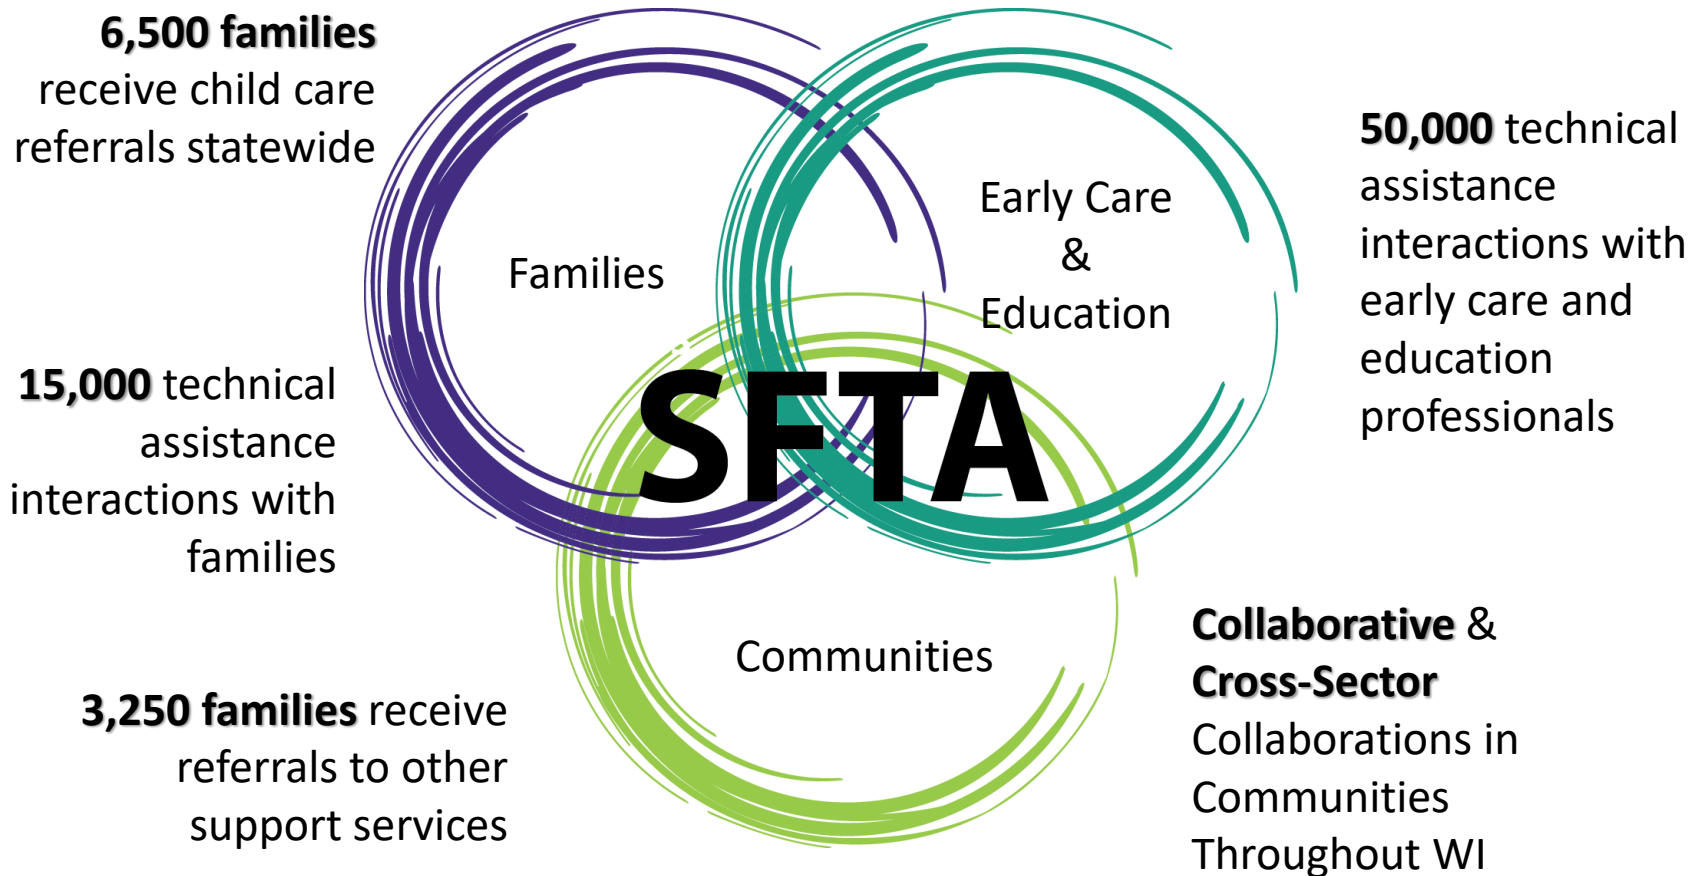 6,500 families
receive child care
referrals statewide
15,000 technical
assistance
interactions with
families
3,250 families receive
referrals to other
support services
Families
Early Care
&
Education
SFTA
Communities
50,000 technical
assistance
interactions with
early care and
education
professionals
Collaborative &
Cross-Sector
Collaborations in
Communities
Throughout WI